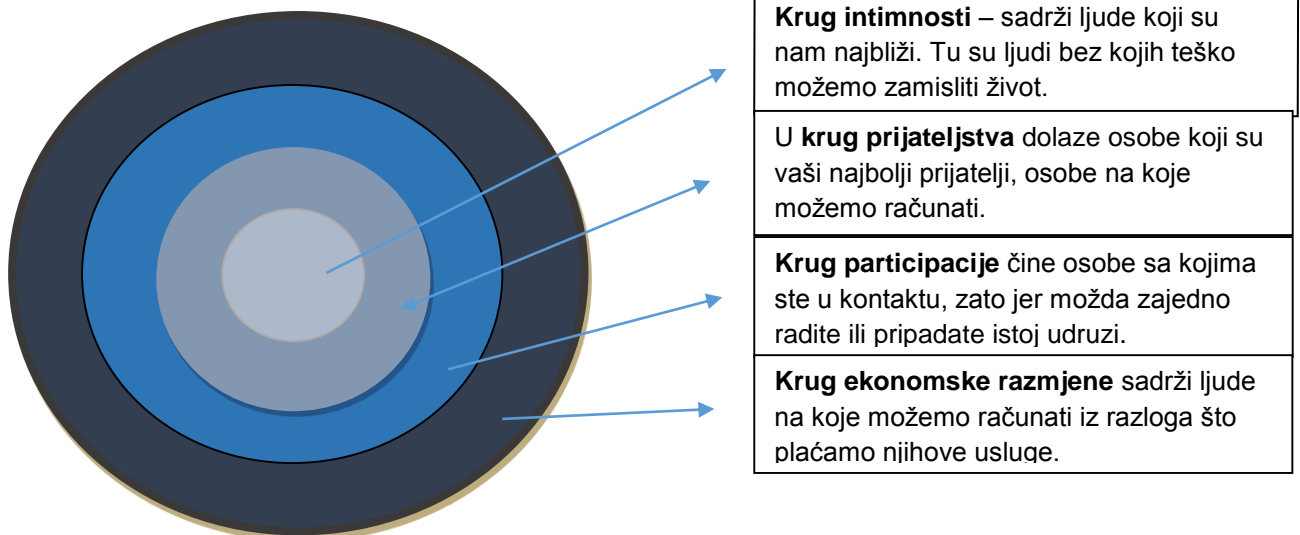 Krug intimnosti – sadrži ljude koji su
nam najbliži. Tu su ljudi bez kojih teško
možemo zamisliti život.
U krug prijateljstva dolaze osobe koji su
vaši najbolji prijatelji, osobe na koje
možemo računati.
Krug participacije čine osobe sa kojima
ste u kontaktu, zato jer možda zajedno
radite ili pripadate istoj udruzi.
Krug ekonomske razmjene sadrži ljude
na koje možemo računati iz razloga što
plaćamo njihove usluge.